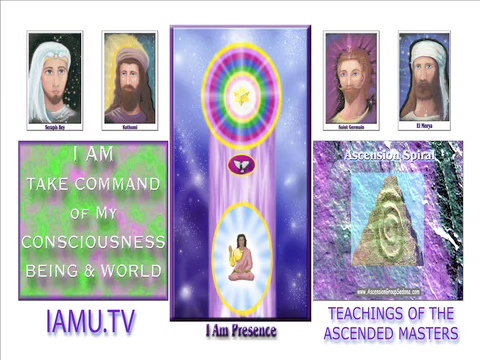 Serapis Bey
Kuthumi
Saint Germain
El Morya
I AM
TAKE COMMAND
OF MY
CONSCIOUSNESS
BEING & WORLD
Ascension Spiral
www.AscensionGroupSedona.com
IAMU.TV
I Am Presence
TEACHINGS OF THE
ASCENDED MASTERS